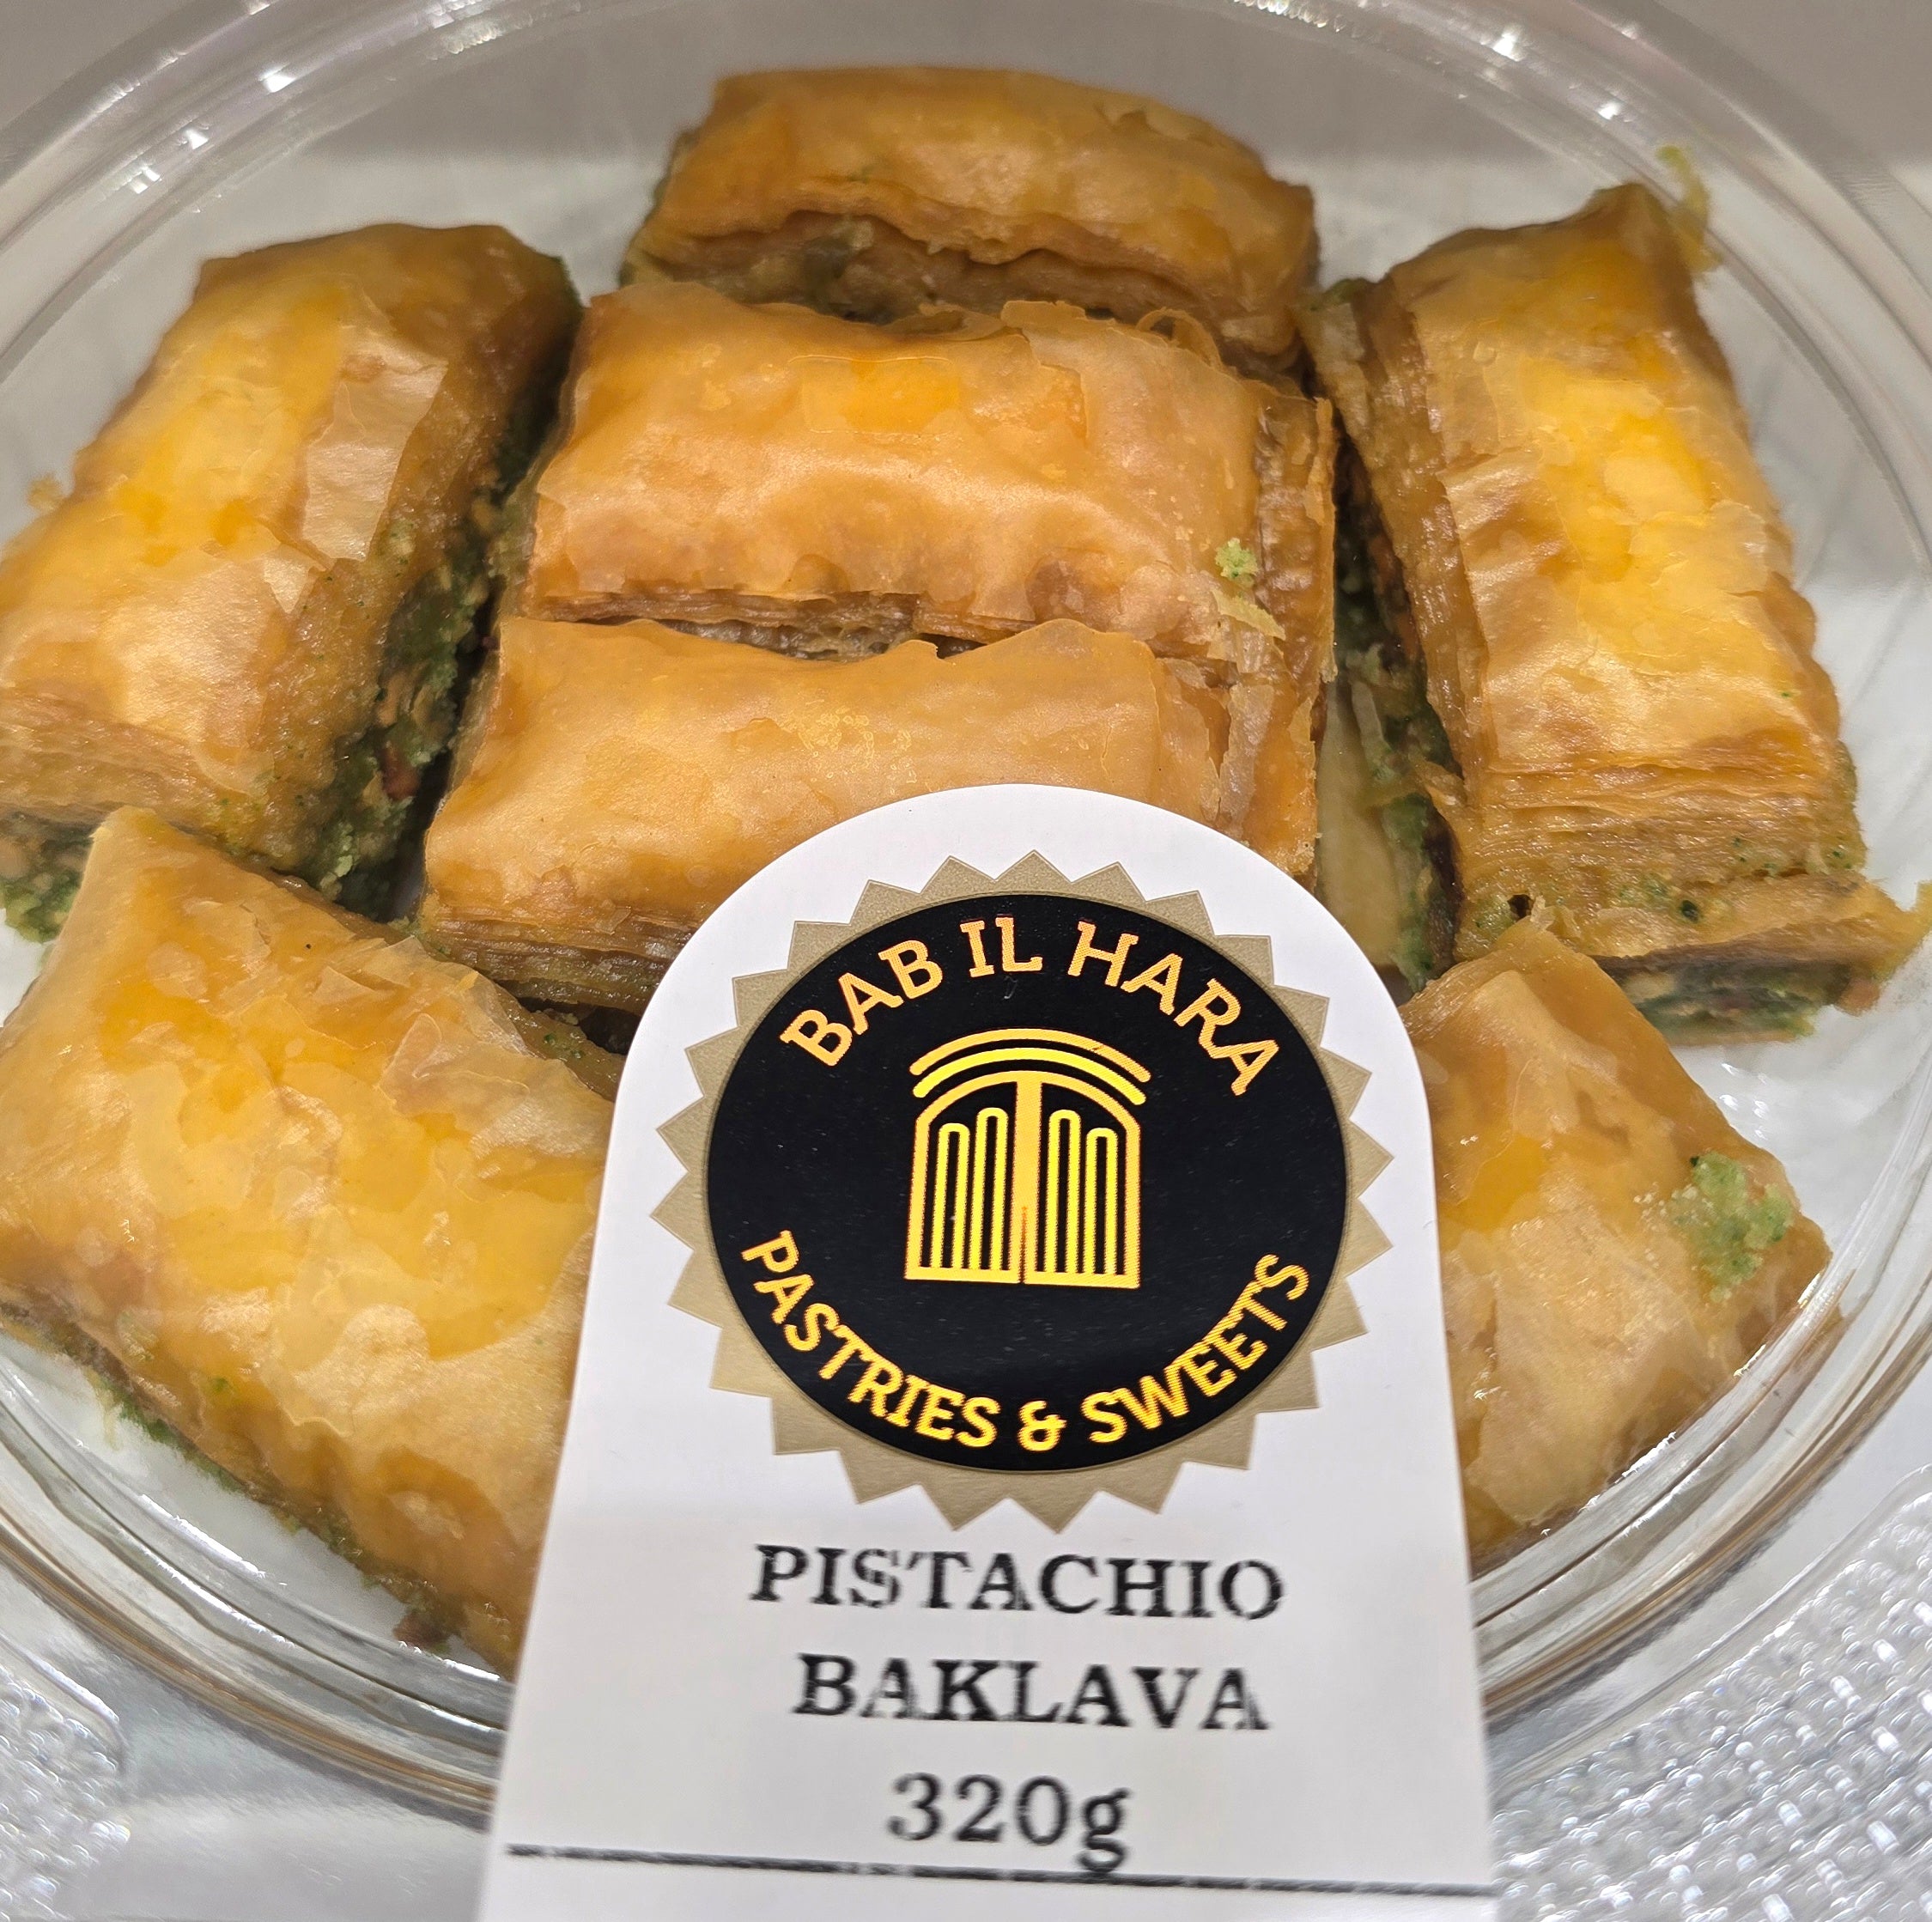 BAB IL HARA
PASTRIES & SWEETS
PISTACHIO
BAKLAVA
320g